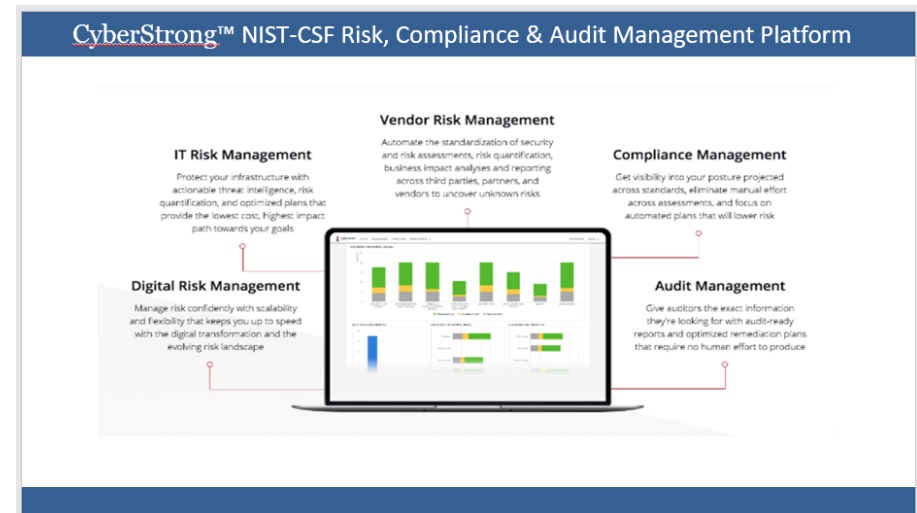 CyberStrong™ NIST-CSF Risk, Compliance & Audit Management Platform
Vendor Risk Management
Automate the standardization of security
and risk assessments, risk quantification,
business impact analyses and reporting
across third parties, partners, and
vendors to uncover unknown risks
IT Risk Management
Protect your infrastructure with
actionable threat intelligence, risk
quantification, and optimized plans that
provide the lowest cost, highest impact
path towards your goals
Compliance Management
Get visibility into your posture projected
across standards, eliminate manual effort
across assessments, and focus on
automated plans that will lower risk
Digital Risk Management
Manage risk confidently with scalability
and flexibility that keeps you up to speed
with the digital transformation and the
evolving risk landscape
Audit Management
Give auditors the exact information
they're looking for with audit-ready
reports and optimized remediation plans
that require no human effort to produce